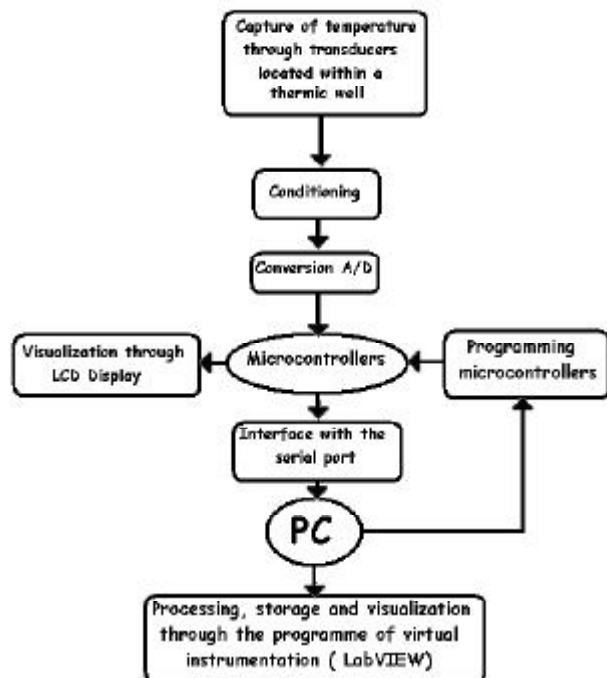 Capture of temperature
through transducers
located within a
thermic well
Conditioning
Conversion A/D
Microcontrollers
Visualization through
LCD Display
Programming
microcontrollers
Interface with the
serial port
PC
Processing, storage and visualization
through the programme of virtual
instrumentation ( LabVIEW)